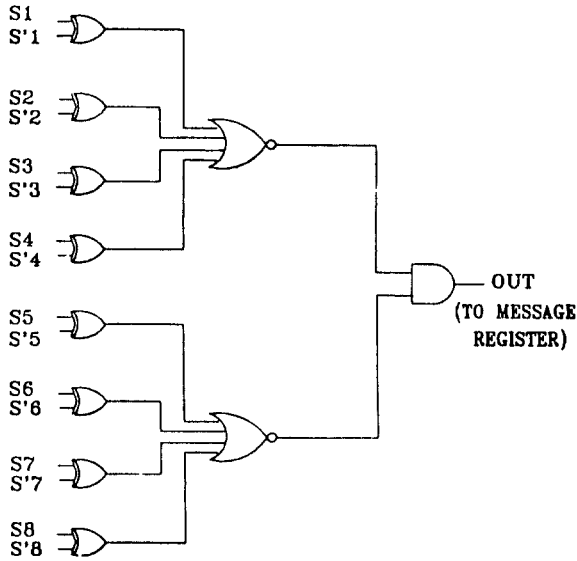 S1
S'1
S2
S'2
S3
S'3
S4
S'4
S5
S'5
S6
S'6
S7
S'7
S8
S'8
OUT
(TO MESSAGE
REGISTER)